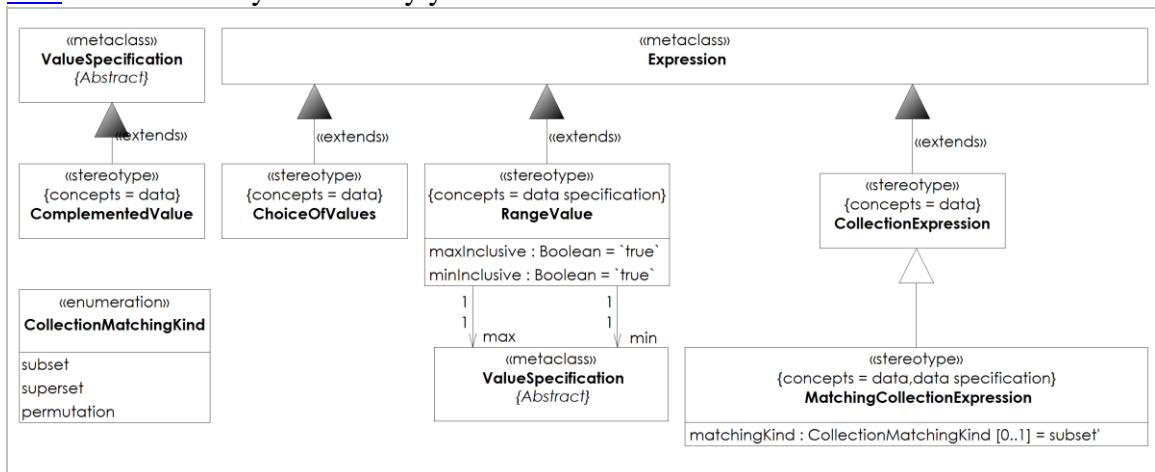 «metaclass»
ValueSpecification
{Abstract}
«metaclass»
Expression
«extends»
«extends»
«extends»
«extends»
«stereotype»
{concepts = data}
ComplementedValue
«stereotype»
{concepts = data}
ChoiceOfValues
«stereotype»
{concepts = data specification}
RangeValue
maxInclusive : Boolean = `true`
minInclusive : Boolean = `true`
«stereotype»
{concepts = data}
CollectionExpression
«enumeration»
CollectionMatchingKind
subset
superset
permutation
1
1
max
1
1
min
«metaclass»
ValueSpecification
{Abstract}
«stereotype»
{concepts = data,data specification}
MatchingCollectionExpression
matchingKind : CollectionMatchingKind [0..1] = subset'